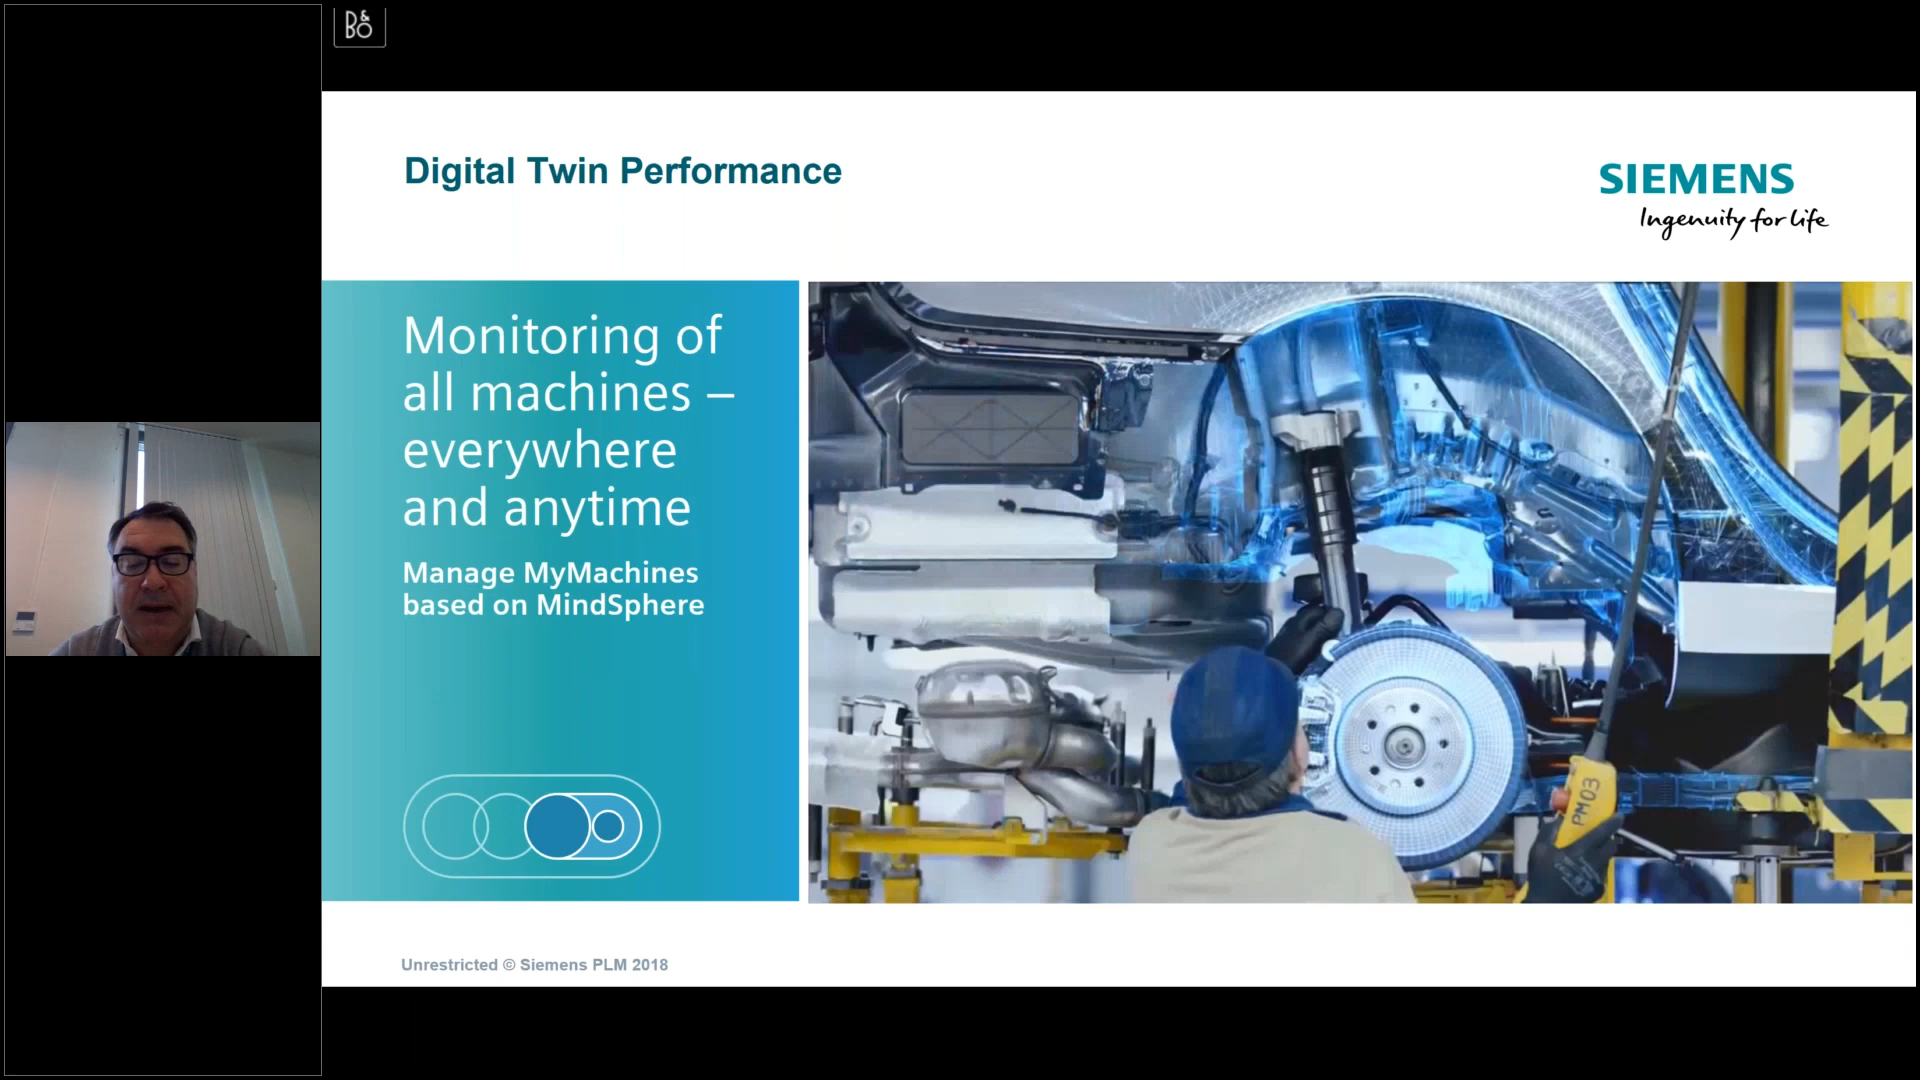 B&O
Digital Twin Performance
SIEMENS
Ingenuity for life
Monitoring of
all machines –
everywhere
and anytime
Manage MyMachines
based on MindSphere
PM03
Unrestricted © Siemens PLM 2018